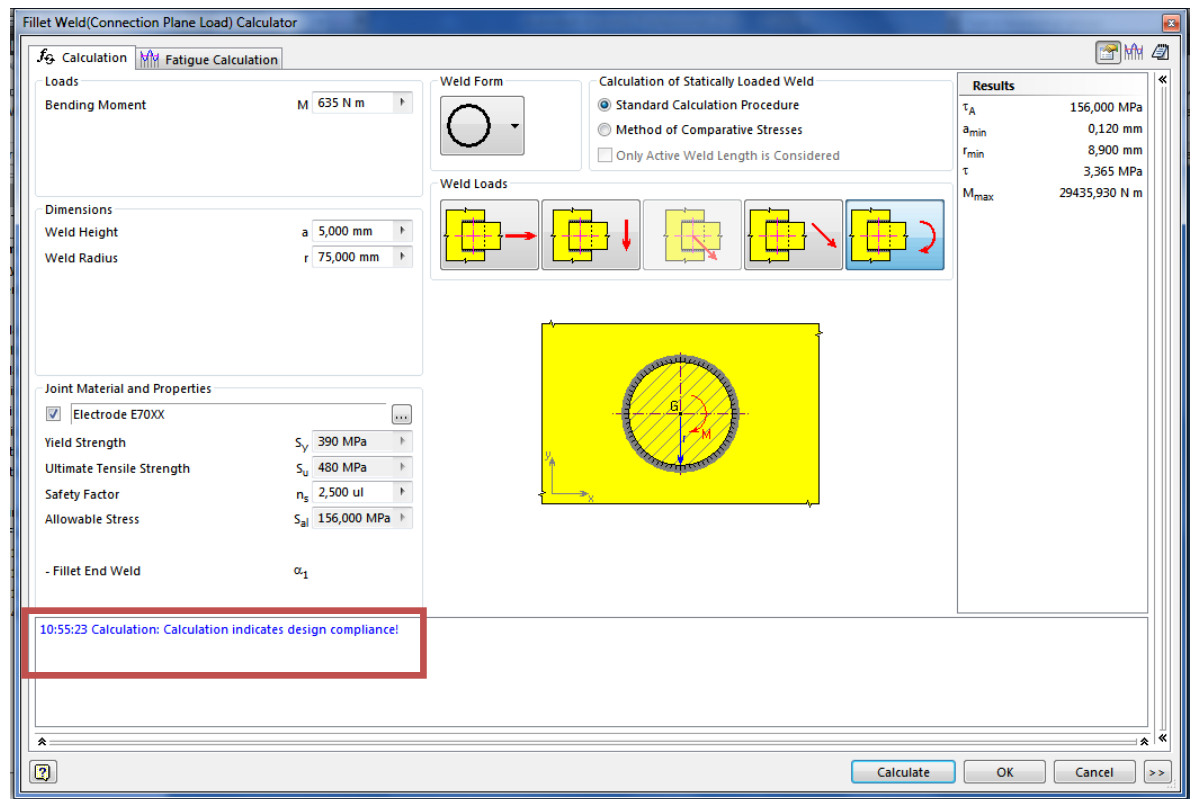 Fillet Weld(Connection Plane Load) Calculator
Calculation
Fatigue Calculation
Loads
Bending Moment M 635 N m
Dimensions
Weld Height a 5,000 mm
Weld Radius r 75,000 mm
Joint Material and Properties
Electrode E70XX ...
Yield Strength Sy 390 MPa
Ultimate Tensile Strength Su 480 MPa
Safety Factor ns 2,500 ul
Allowable Stress Sal 156,000 MPa
- Fillet End Weld α1
Weld Form
Calculation of Statically Loaded Weld
Standard Calculation Procedure
Method of Comparative Stresses
Only Active Weld Length is Considered
Weld Loads
G
M
r
y
x
Results
τA 156,000 MPa
amin 0,120 mm
rmin 8,900 mm
τ 3,365 MPa
Mmax 29435,930 N m
10:55:23 Calculation: Calculation indicates design compliance!
Calculate
OK
Cancel
>>